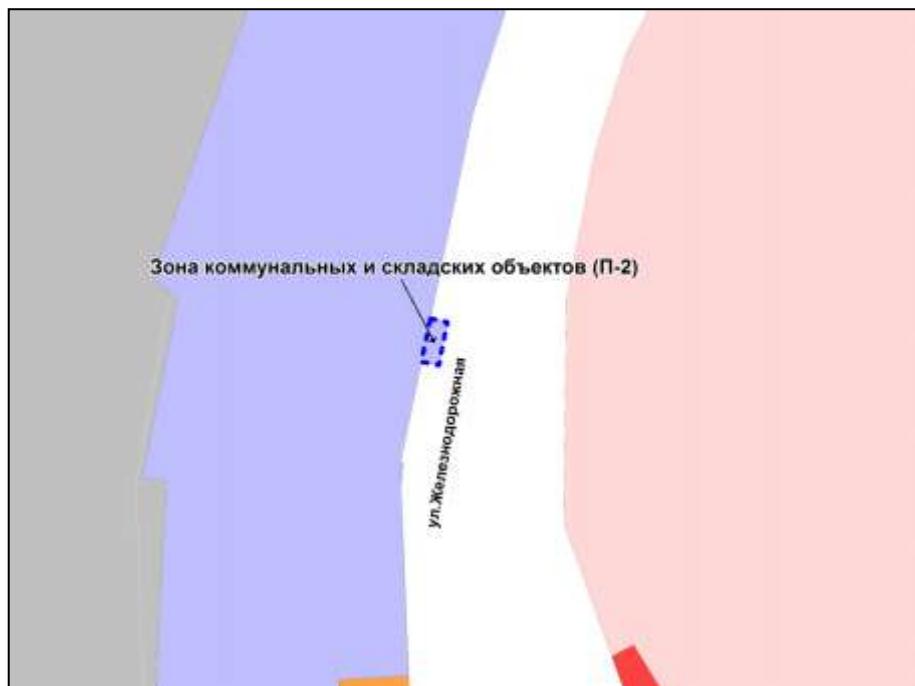 Зона коммунальных и складских объектов (П-2)
ул.Железнодорожная